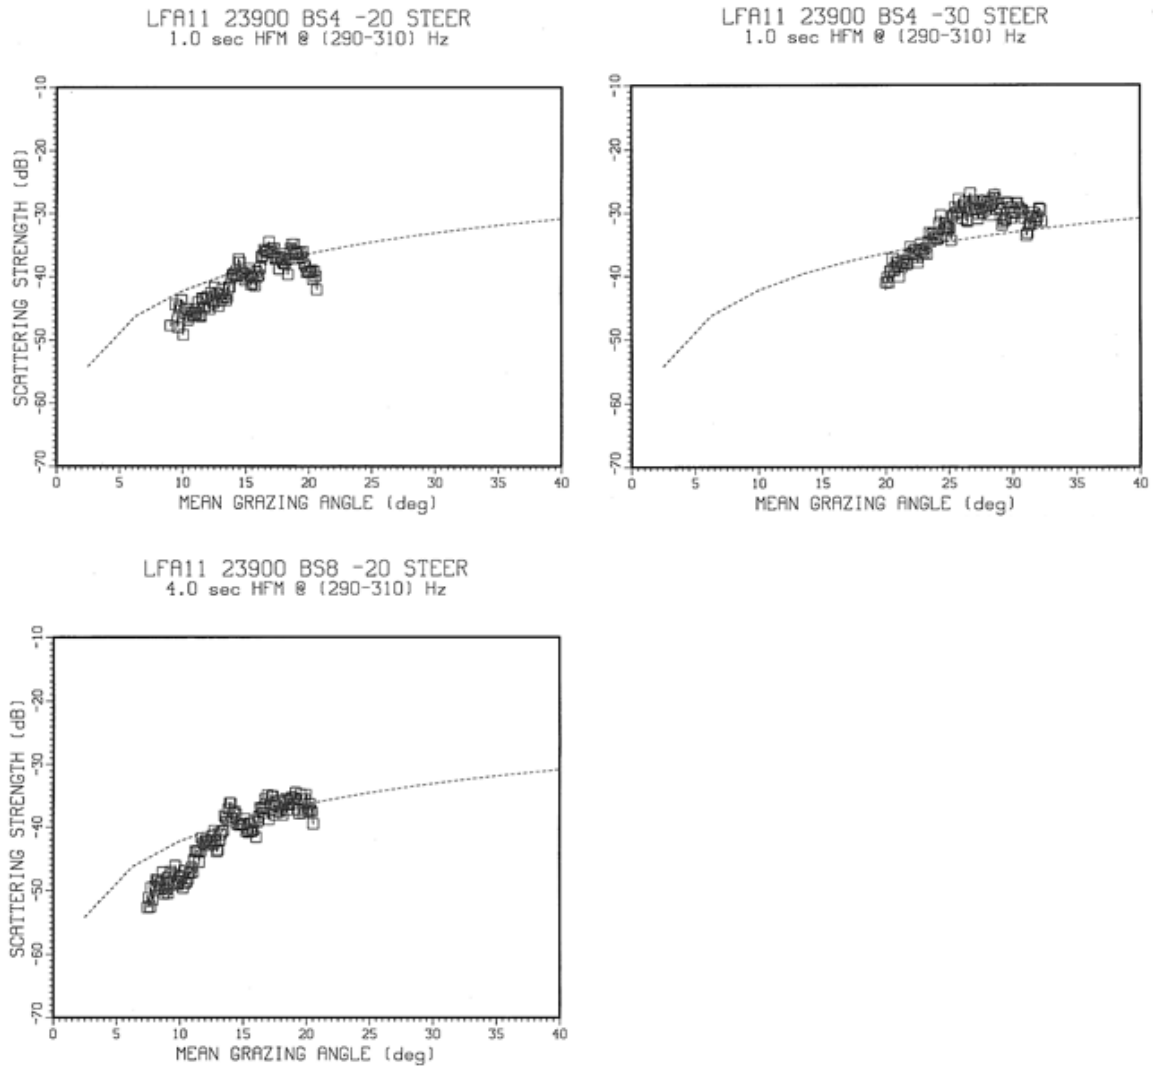 LFA11 23900 BS4 -20 STEER
1.0 sec HFM @ (290-310) Hz
SCATTERING STRENGTH (dB)
-10
-20
-30
-40
-50
-60
-70
0 5 10 15 20 25 30 35 40
MEAN GRAZING ANGLE (deg)
LFA11 23900 BS4 -30 STEER
1.0 sec HFM @ (290-310) Hz
-10
-20
-30
-40
-50
-60
-70
0 5 10 15 20 25 30 35 40
MEAN GRAZING ANGLE (deg)
LFA11 23900 BS8 -20 STEER
4.0 sec HFM @ (290-310) Hz
SCATTERING STRENGTH (dB)
-10
-20
-30
-40
-50
-60
-70
0 5 10 15 20 25 30 35 40
MEAN GRAZING ANGLE (deg)